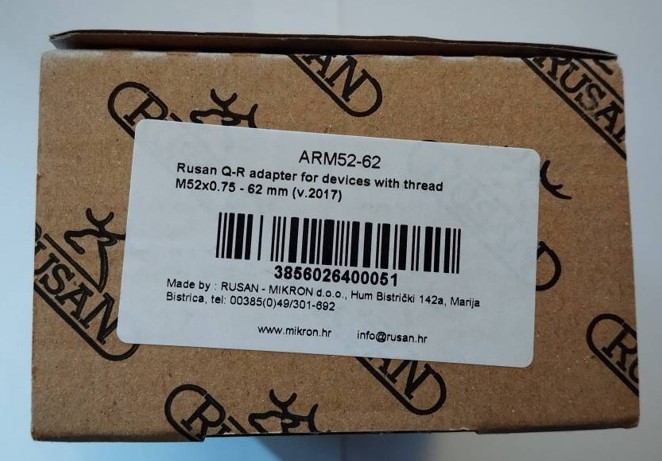 RUSAN
RUSAN
RUSAN
ARM52-62
Rusan Q-R adapter for devices with thread
M52x0.75 - 62 mm (v.2017)
3856026400051
Made by : RUSAN - MIKRON d.o.o., Hum Bistrički 142a, Marija
Bistrica, tel: 00385(0)49/301-692
www.mikron.hr info@rusan.hr